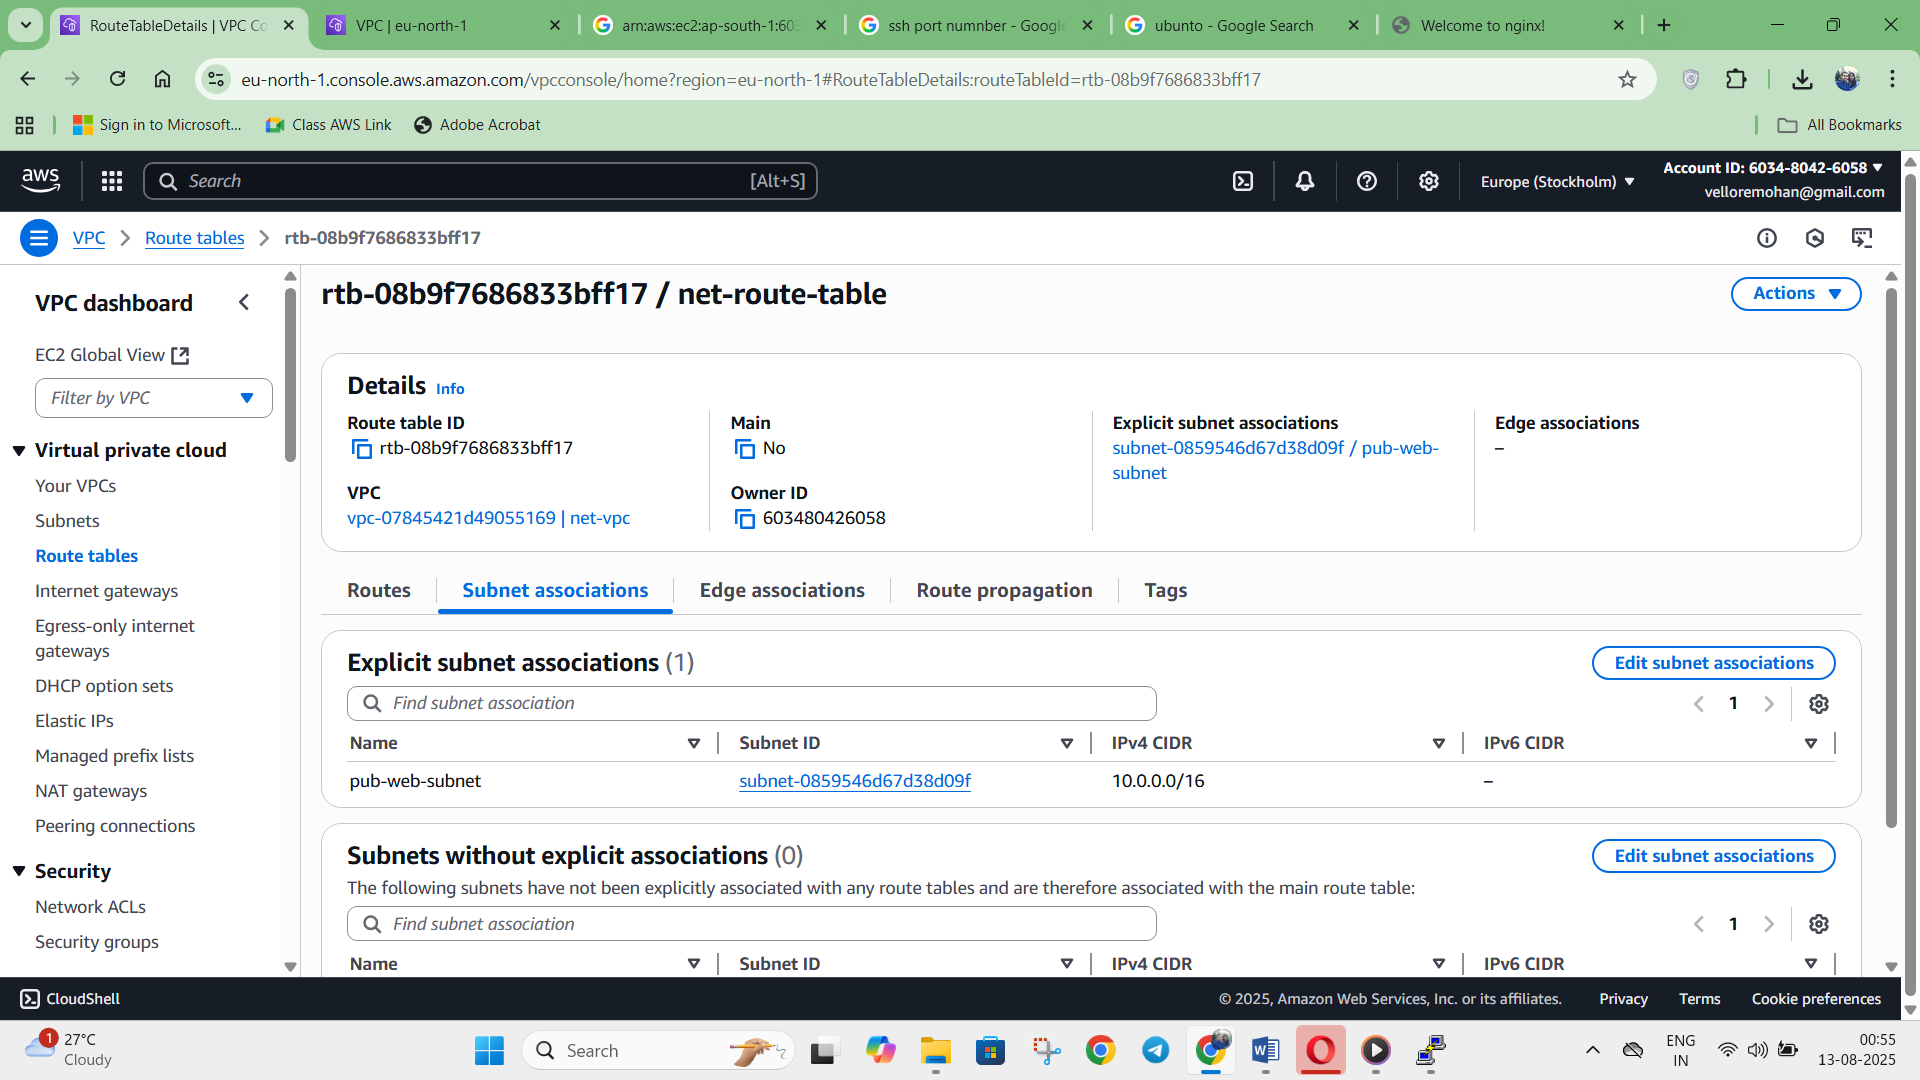 RouteTableDetails | VPC Co
VPC | eu-north-1
arn:aws:ec2:ap-south-1:603
ssh port numnber - Google
ubunto - Google Search
Welcome to nginx!
eu-north-1.console.aws.amazon.com/vpcconsole/home?region=eu-north-1#RouteTableDetails:routeTableId=rtb-08b9f7686833bff17
Sign in to Microsoft...
Class AWS Link
Adobe Acrobat
All Bookmarks
aws
Search
[Alt+S]
Europe (Stockholm)
Account ID: 6034-8042-6058
velloremohan@gmail.com
VPC
Route tables
rtb-08b9f7686833bff17
VPC dashboard
EC2 Global View
Filter by VPC
Virtual private cloud
Your VPCs
Subnets
Route tables
Internet gateways
Egress-only internet
gateways
DHCP option sets
Elastic IPs
Managed prefix lists
NAT gateways
Peering connections
Security
Network ACLs
Security groups
rtb-08b9f7686833bff17 / net-route-table
Actions
Details Info
Route table ID
rtb-08b9f7686833bff17
VPC
vpc-07845421d49055169 | net-vpc
Main
No
Owner ID
603480426058
Explicit subnet associations
subnet-0859546d67d38d09f / pub-web-
subnet
Edge associations
–
Routes
Subnet associations
Edge associations
Route propagation
Tags
Explicit subnet associations (1)
Edit subnet associations
Find subnet association
1
Name
Subnet ID
IPv4 CIDR
IPv6 CIDR
pub-web-subnet
subnet-0859546d67d38d09f
10.0.0.0/16
–
Subnets without explicit associations (0)
Edit subnet associations
The following subnets have not been explicitly associated with any route tables and are therefore associated with the main route table:
Find subnet association
1
Name
Subnet ID
IPv4 CIDR
IPv6 CIDR
CloudShell
© 2025, Amazon Web Services, Inc. or its affiliates.
Privacy
Terms
Cookie preferences
1
27°C
Cloudy
Search
ENG
IN
00:55
13-08-2025